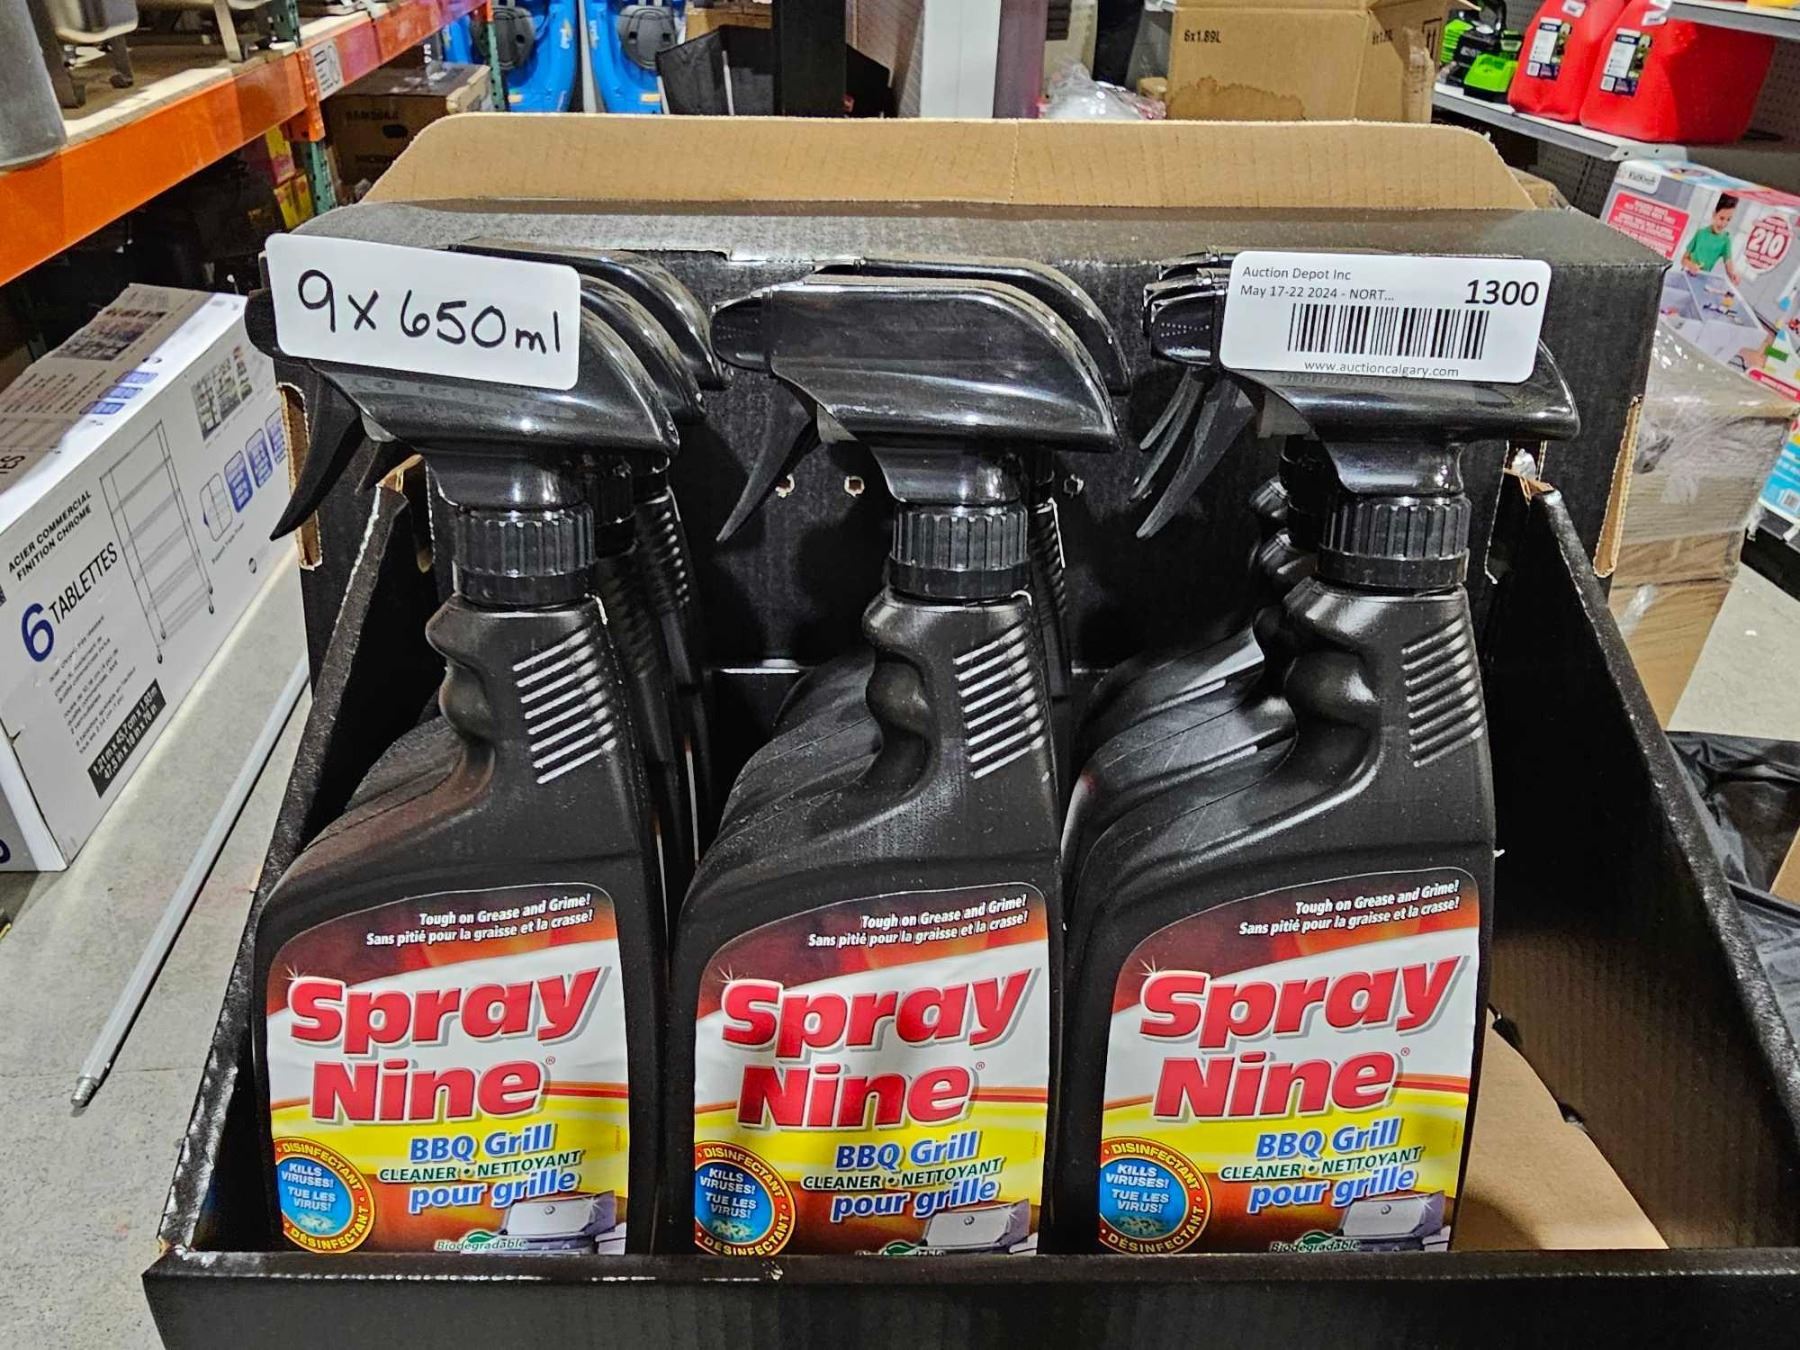 9 x 650ml
Auction Depot Inc
May 17-22 2024 - NORT...
1300
www.auctioncalgary.com
Tough on Grease and Grime!
Sans pitié pour la graisse et la crasse!
Spray
Nine®
BBQ Grill
CLEANER • NETTOYANT
pour grille
DISINFECTANT
KILLS
VIRUSES!
TUE LES
VIRUS!
DÉSINFECTANT
Biodegradable
Tough on Grease and Grime!
Sans pitié pour la graisse et la crasse!
Spray
Nine®
BBQ Grill
CLEANER • NETTOYANT
pour grille
DISINFECTANT
KILLS
VIRUSES!
TUE LES
VIRUS!
DÉSINFECTANT
Tough on Grease and Grime!
Sans pitié pour la graisse et la crasse!
Spray
Nine®
BBQ Grill
CLEANER • NETTOYANT
pour grille
DISINFECTANT
KILLS
VIRUSES!
TUE LES
VIRUS!
DÉSINFECTANT
Biodegradable
ACIER COMMERCIAL
FINITION CHROME
6 TABLETTES
6x1.89L
KidKraft
210